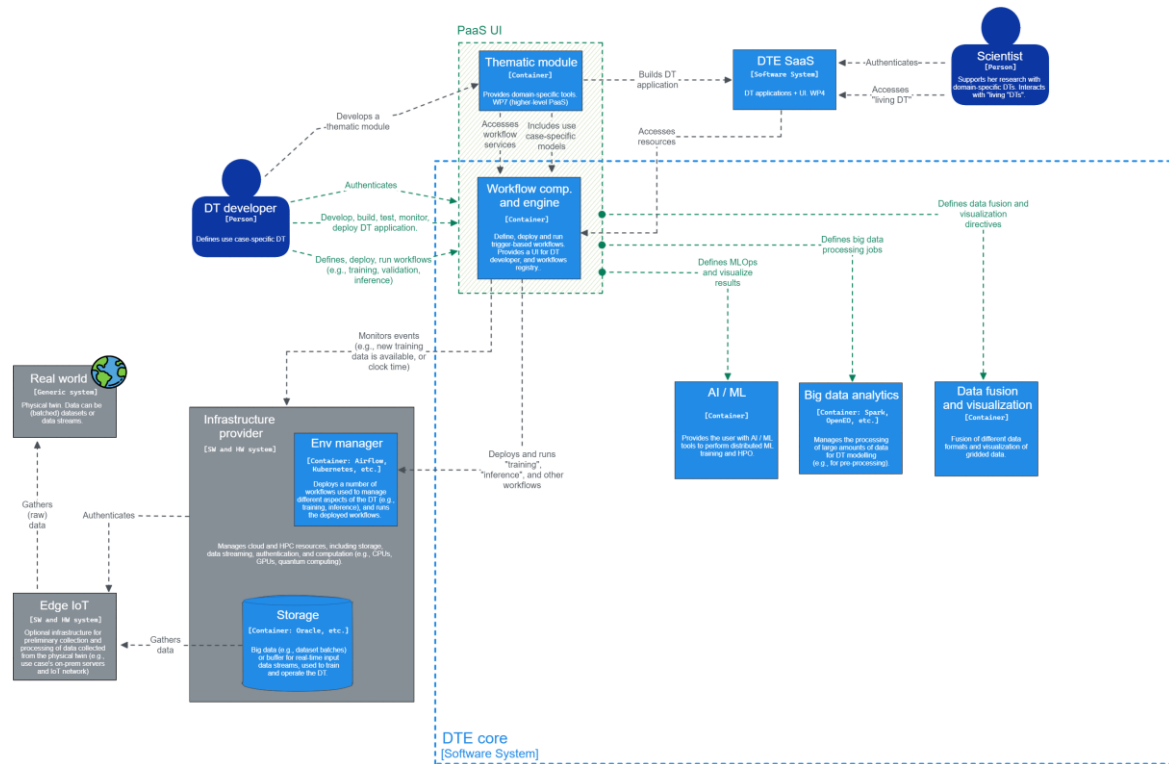 PaaS UI
Thematic module
[Container]
Provides domain-specific tools.
WP7 (higher-level PaaS)
Builds DT
application
DTE SaaS
[Software System]
DT applications + UI. WP4
Authenticates
Accesses
"living DT"
Scientist
[Person]
Supports her research with
domain-specific DTs. Interacts
with "living "DTs".
Develops a
-thematic module
Accesses
workflow
services
Includes use
case-specific
models
Accesses
resources
DT developer
[Person]
Defines use case-specific DT
Authenticates
Develop, build, test, monitor,
deploy DT application.
Defines, deploy, run workflows
(e.g., training, validation,
inference)
Workflow comp.
and engine
[Container]
Define, deploy and run
trigger-based workflows.
Provides a UI for DT
developer, and workflows
registry.
Defines data fusion and
visualization
directives
Defines big data
processing jobs
Defines MLOps
and visualize
results
Monitors events
(e.g., new training
data is available, or
clock time)
Real world
[Generic system]
Physical twin. Data can be
(batched) datasets or
data streams.
Infrastructure
provider
[SW and HW system]
Env manager
[Container: Airflow,
Kubernetes, etc.]
Deploys a number of
workflows used to manage
different aspects of the DT (e.g.,
training, inference), and runs
the deployed workflows.
Deploys and runs
"training",
"inference", and other
workflows
AI / ML
[Container]
Provides the user with AI / ML
tools to perform distributed ML
training and HPO.
Big data analytics
[Container: Spark,
OpenEO, etc.]
Manages the processing
of large amounts of data
for DT modelling
(e.g., for pre-processing).
Data fusion
and visualization
[Container]
Fusion of different data
formats and visualization of
gridded data.
Gathers
(raw)
data
Authenticates
Manages cloud and HPC resources, including storage,
data streaming, authentication, and computation (e.g., CPUs,
GPUs, quantum computing).
Edge IoT
[SW and HW system]
Optional infrastructure for
preliminary collection and
processing of data collected
from the physical twin (e.g.,
use case's on-prem servers
and IoT network)
Gathers
data
Storage
[Container: Oracle, etc.]
Big data (e.g., dataset batches)
or buffer for real-time input
data streams, used to train
and operate the DT.
DTE core
[Software System]